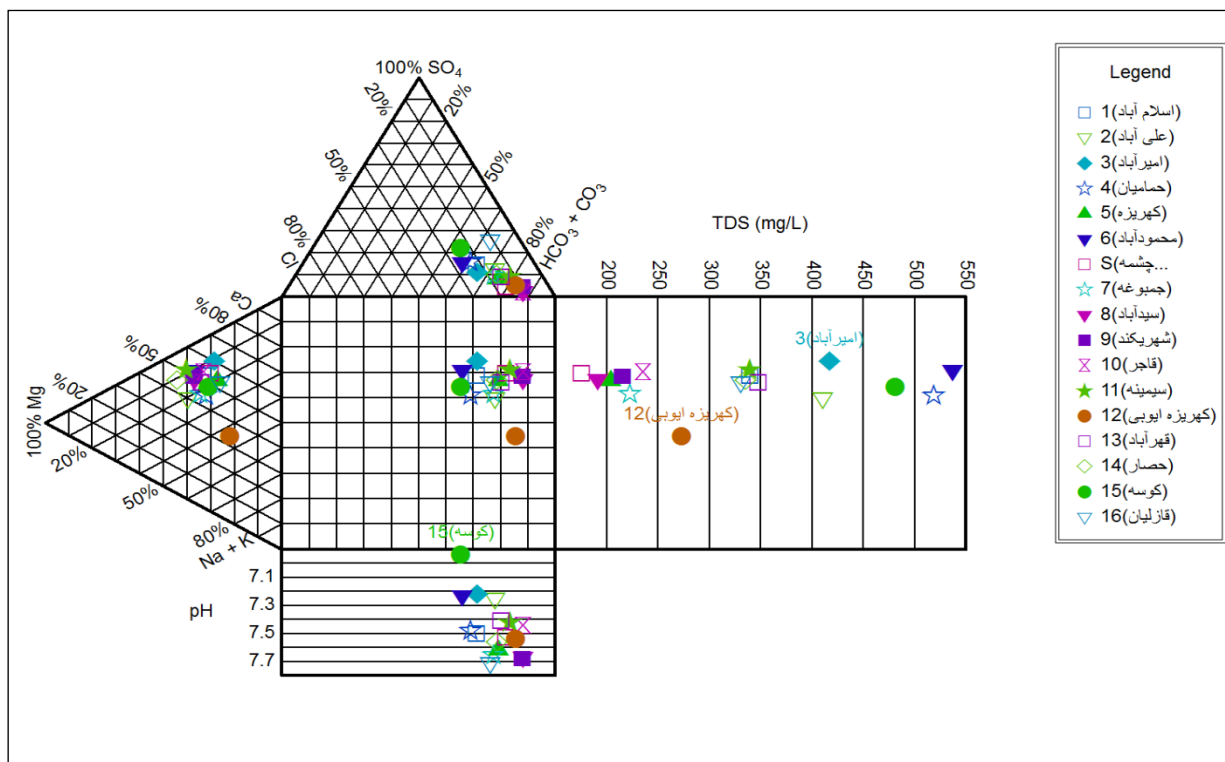 100% SO4
20%
20%
50%
50%
80%
80%
Cl
HCO3 + CO3
TDS (mg/L)
200
250
300
350
400
450
500
550
Ca
80%
50%
20%
100% Mg
20%
50%
80%
Na + K
3(امیرآباد)
12(کهریزه ایوبی)
15(کوسه)
pH
7.1
7.3
7.5
7.7
Legend
1(اسلام آباد)
2(علی آباد)
3(امیرآباد)
4(حمامیان)
5(کهریزه)
6(محمودآباد)
S(چشمه...
7(جمبوغه)
8(سیدآباد)
9(شهریکند)
10(قاجر)
11(سیمینه)
12(کهریزه ایوبی)
13(قهرآباد)
14(حصار)
15(کوسه)
16(قازلیان)